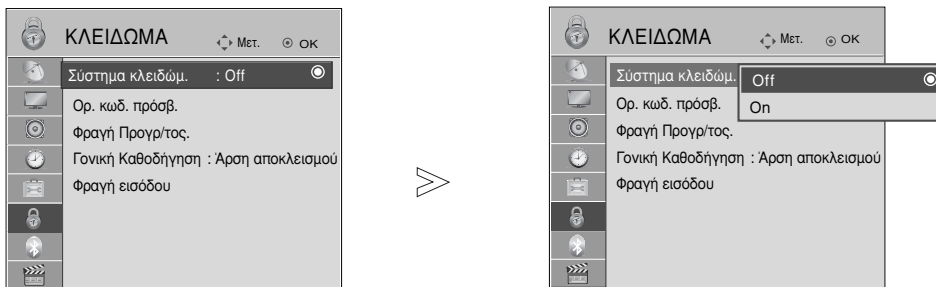 ΚΛΕΙΔΩΜΑ Μετ. OK
Σύστημα κλειδώμ. : Off
Ορ. κωδ. πρόσβ.
Φραγή Προγρ/τος.
Γονική Καθοδήγηση : Άρση αποκλεισμού
Φραγή εισόδου
ΚΛΕΙΔΩΜΑ Μετ. OK
Σύστημα κλειδώμ.
Off
On
Ορ. κωδ. πρόσβ.
Φραγή Προγρ/τος.
Γονική Καθοδήγηση : Άρση αποκλεισμού
Φραγή εισόδου